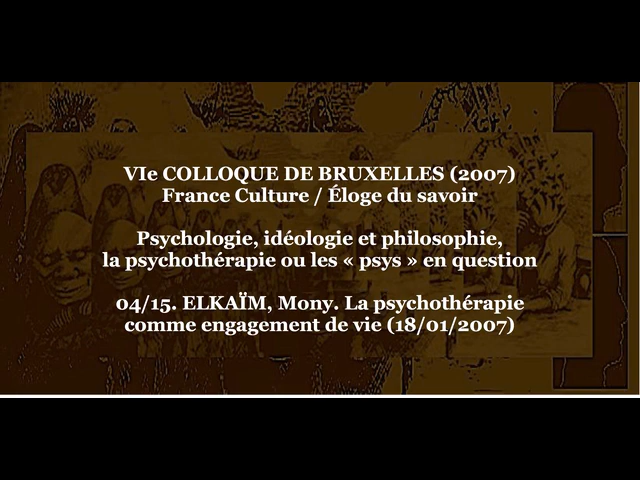 VIe COLLOQUE DE BRUXELLES (2007)
France Culture / Éloge du savoir
Psychologie, idéologie et philosophie,
la psychothérapie ou les « psys » en question
04/15. ELKAÏM, Mony. La psychothérapie
comme engagement de vie (18/01/2007)